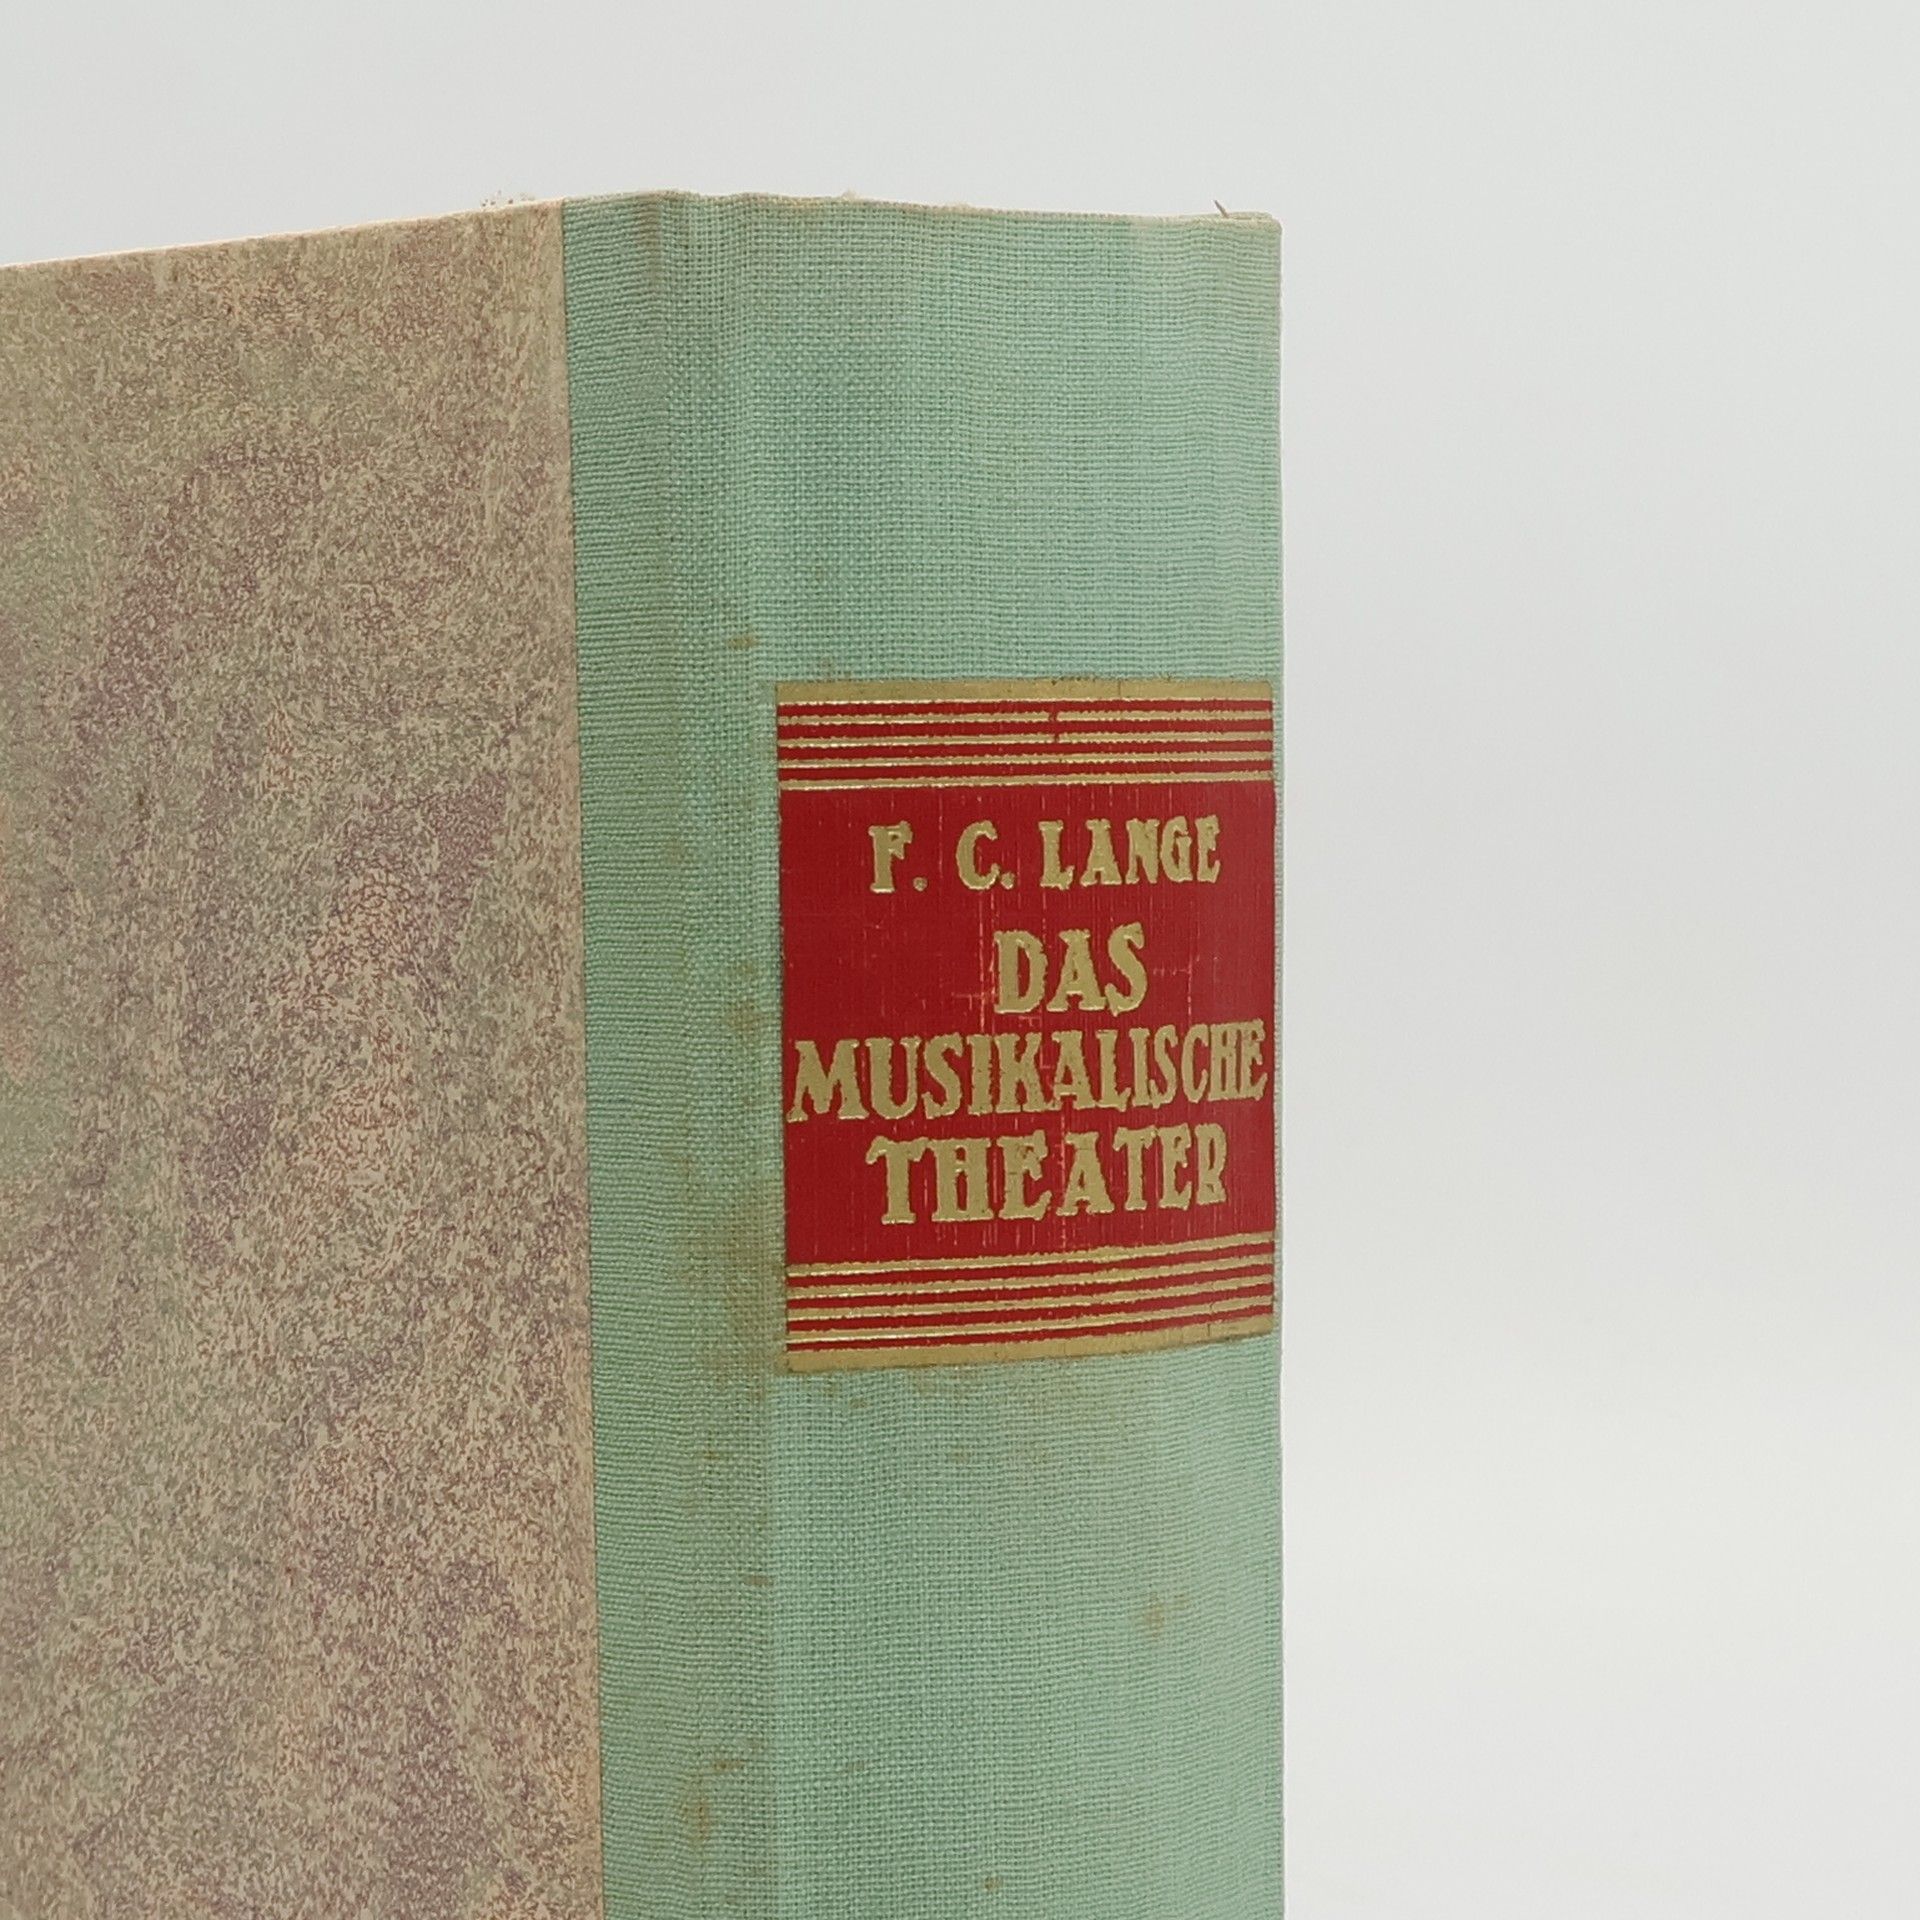 F. C. LANGE
DAS
MUSIKALISCHE
THEATER